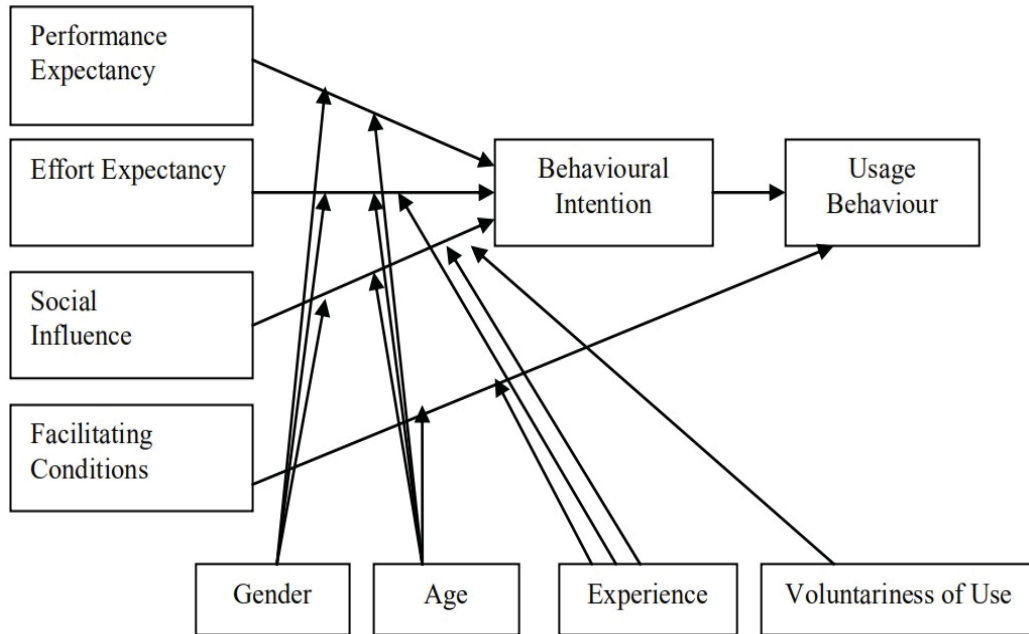 Performance
Expectancy
Effort Expectancy
Behavioural
Intention
Usage
Behaviour
Social
Influence
Facilitating
Conditions
Gender
Age
Experience
Voluntariness of Use